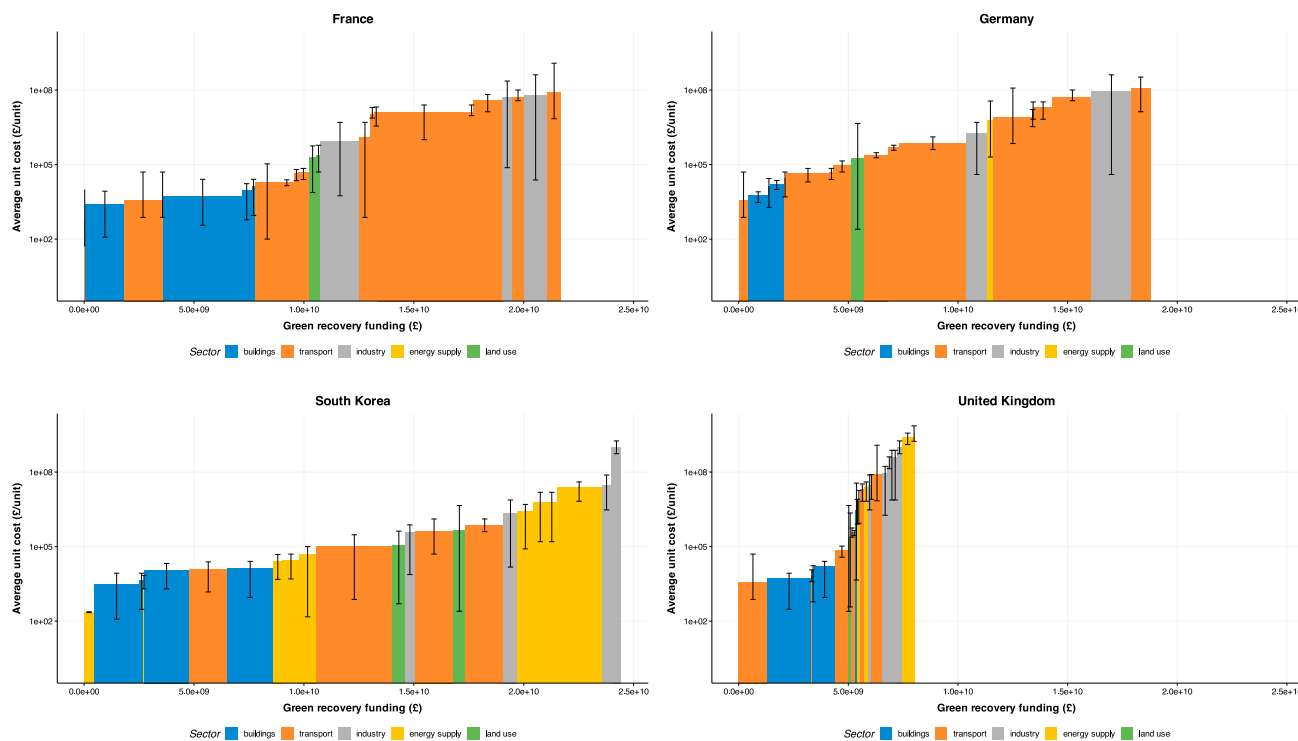 France
Average unit cost (£/unit)
1e+08
1e+05
1e+02
0.0e+00 5.0e+09 1.0e+10 1.5e+10 2.0e+10 2.5e+10
Green recovery funding (£)
Sector buildings transport industry energy supply land use
Germany
Average unit cost (£/unit)
1e+08
1e+05
1e+02
0.0e+00 5.0e+09 1.0e+10 1.5e+10 2.0e+10 2.5e+10
Green recovery funding (£)
Sector buildings transport industry energy supply land use
South Korea
Average unit cost (£/unit)
1e+08
1e+05
1e+02
0.0e+00 5.0e+09 1.0e+10 1.5e+10 2.0e+10 2.5e+10
Green recovery funding (£)
Sector buildings transport industry energy supply land use
United Kingdom
Average unit cost (£/unit)
1e+08
1e+05
1e+02
0.0e+00 5.0e+09 1.0e+10 1.5e+10 2.0e+10 2.5e+10
Green recovery funding (£)
Sector buildings transport industry energy supply land use